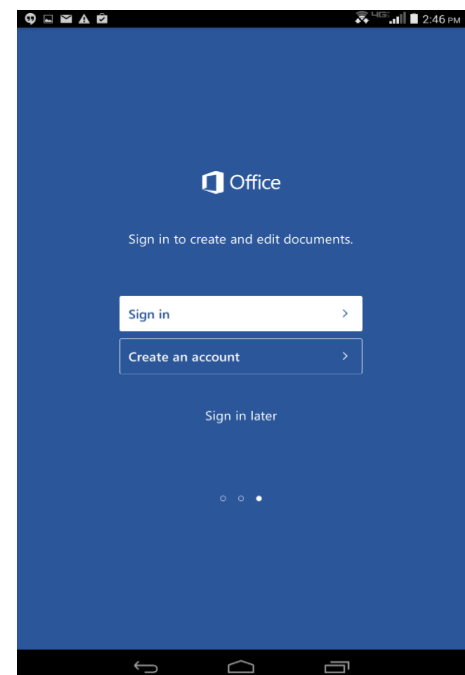 4G 2:46 PM
Office
Sign in to create and edit documents.
Sign in
Create an account
Sign in later